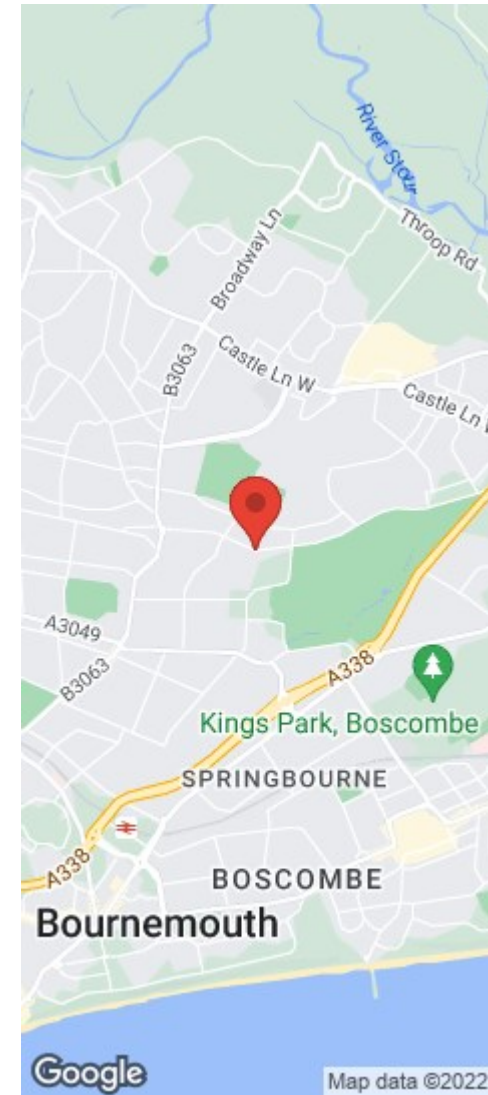 River Stour
Throop Rd
Broadway Ln
B3063
Castle Ln W
Castle Ln W
A3049
B3063
A338
Kings Park, Boscombe
SPRINGBOURNE
A338
BOSCOMBE
Bournemouth
Google
Map data ©2022